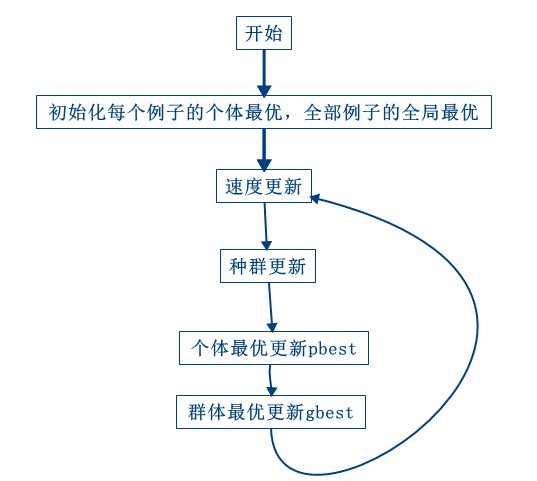 开始
初始化每个例子的个体最优，全部例子的全局最优
速度更新
种群更新
个体最优更新pbest
群体最优更新gbest